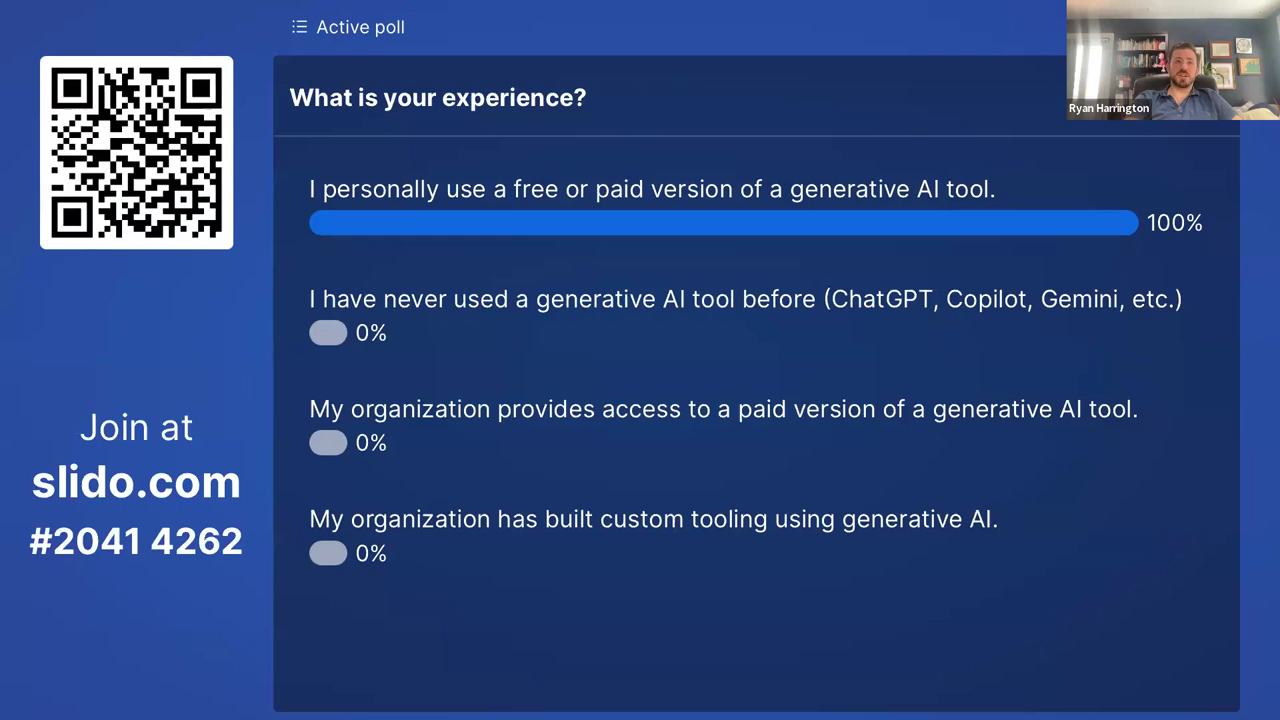 Active poll
What is your experience?
Ryan Harrington
I personally use a free or paid version of a generative AI tool.
100%
I have never used a generative AI tool before (ChatGPT, Copilot, Gemini, etc.)
0%
My organization provides access to a paid version of a generative AI tool.
0%
My organization has built custom tooling using generative AI.
0%
Join at
slido.com
#2041 4262